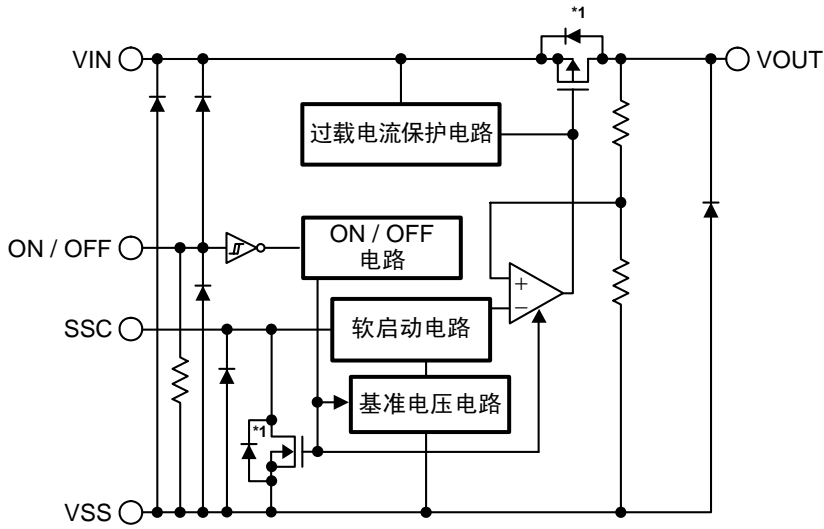 *1
VIN
VOUT
过载电流保护电路
ON / OFF
ON / OFF
电路
+
−
SSC
软启动电路
基准电压电路
*1
VSS